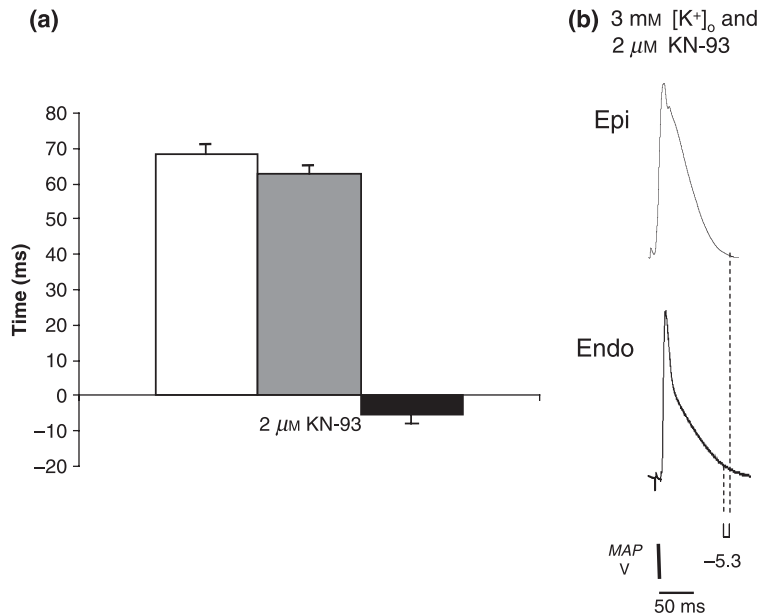 (a)
80
70
60
50
40
30
20
10
0
−10
−20
Time (ms)
2 μM KN-93
(b) 3 mM [K⁺]ₒ and
2 μM KN-93
Epi
Endo
MAP
V
−5.3
50 ms